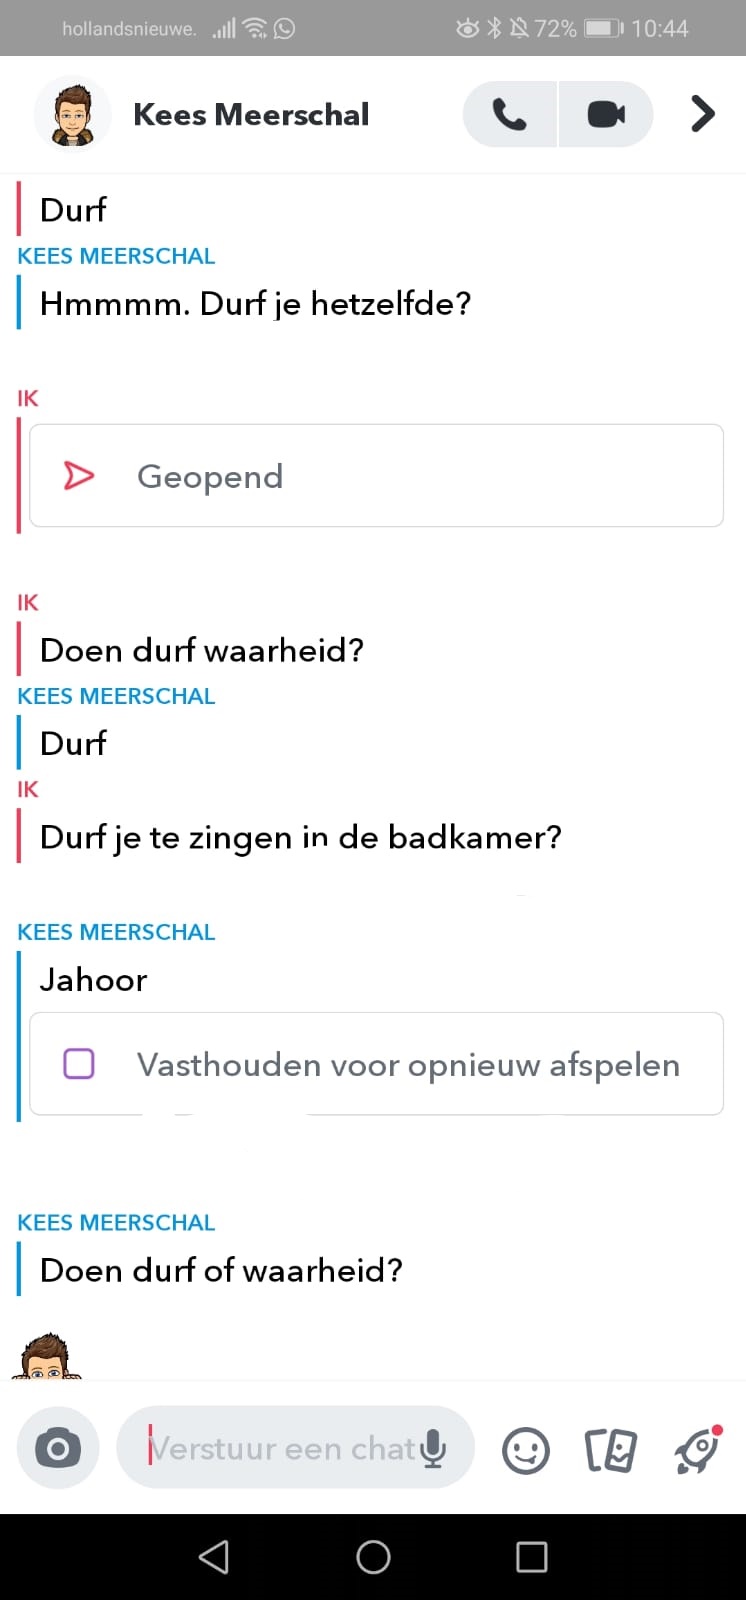 hollandsnieuwe.
72% 10:44
Kees Meerschal
Durf
KEES MEERSCHAL
Hmmmm. Durf je hetzelfde?
IK
Geopend
IK
Doen durf waarheid?
KEES MEERSCHAL
Durf
IK
Durf je te zingen in de badkamer?
KEES MEERSCHAL
Jahoor
Vasthouden voor opnieuw afspelen
KEES MEERSCHAL
Doen durf of waarheid?
Verstuur een chat